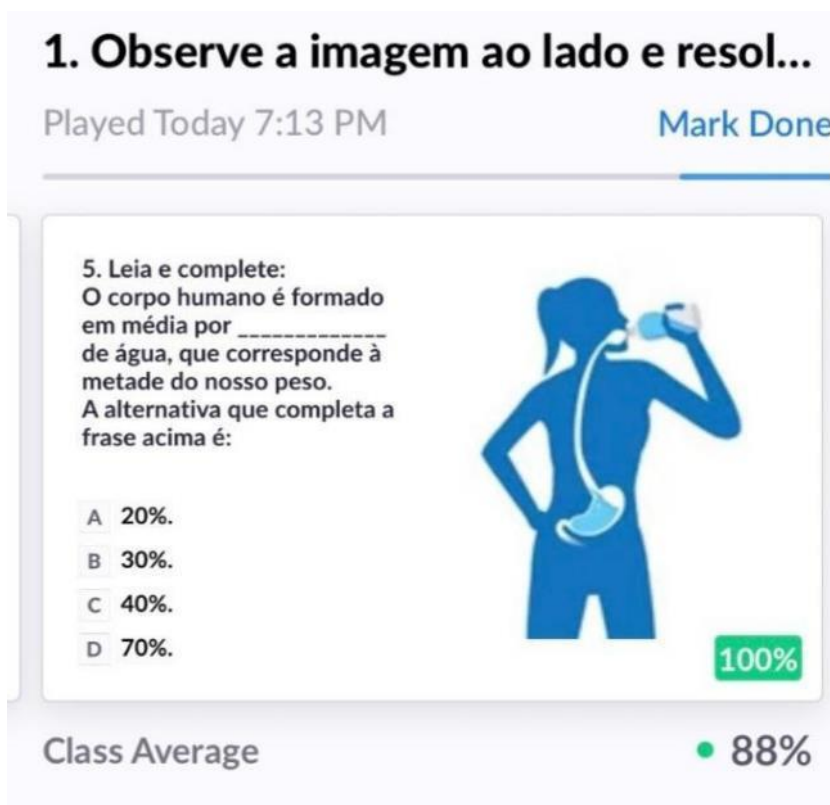 1. Observe a imagem ao lado e resol...
Played Today 7:13 PM
Mark Done
5. Leia e complete:
O corpo humano é formado
em média por _____________
de água, que corresponde à
metade do nosso peso.
A alternativa que completa a
frase acima é:
A 20%.
B 30%.
C 40%.
D 70%.
100%
Class Average
88%